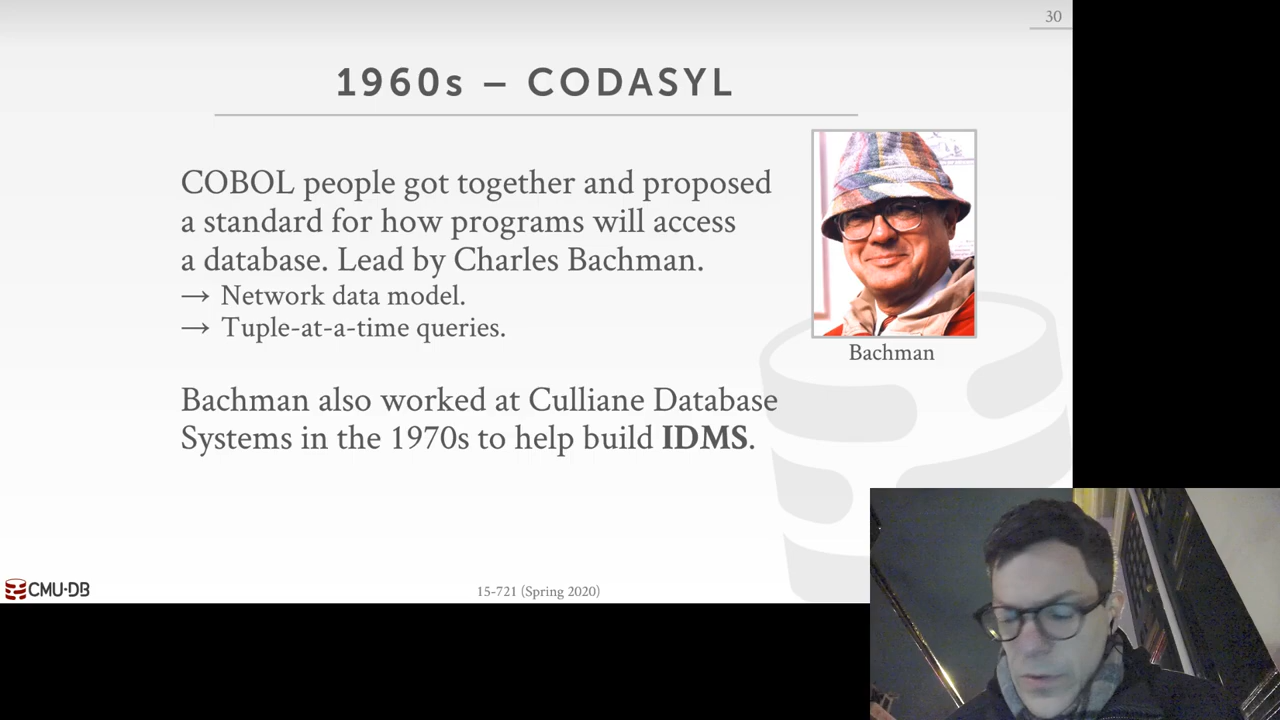 30
1960s – CODASYL
COBOL people got together and proposed
a standard for how programs will access
a database. Lead by Charles Bachman.
→ Network data model.
→ Tuple-at-a-time queries.
Bachman
Bachman also worked at Culliane Database
Systems in the 1970s to help build IDMS.
CMU·DB
15-721 (Spring 2020)